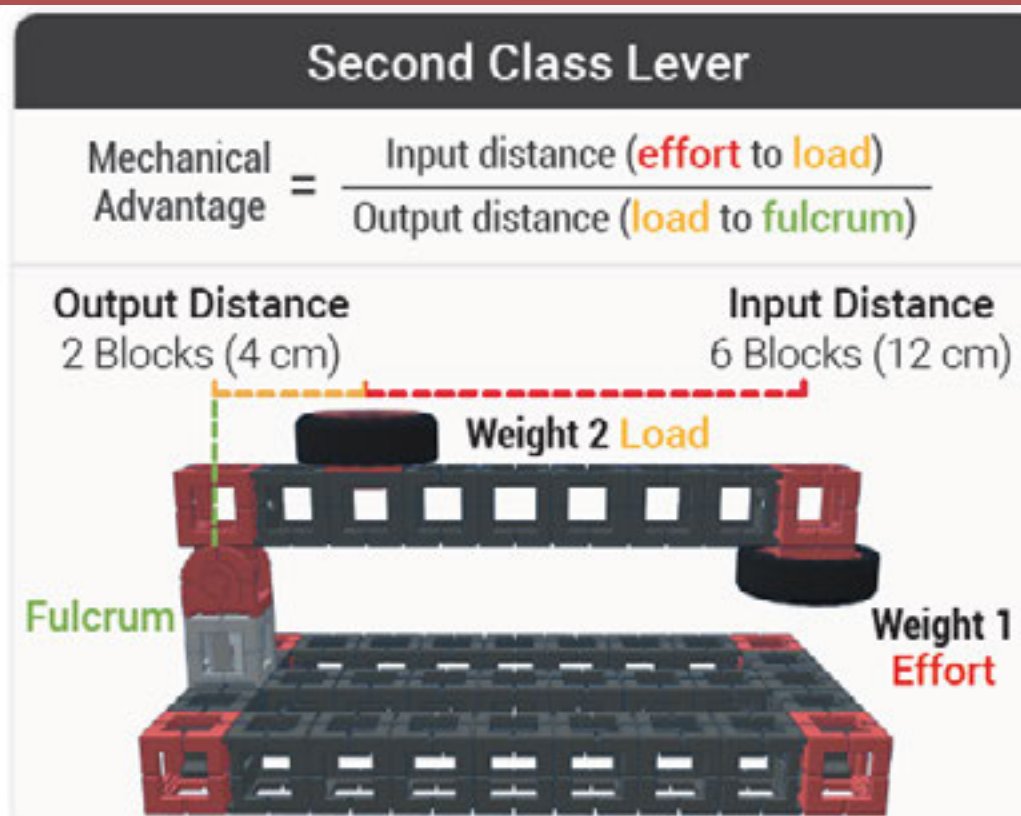 Second Class Lever
Mechanical
Advantage
=
Input distance (effort to load)
Output distance (load to fulcrum)
Output Distance
2 Blocks (4 cm)
Input Distance
6 Blocks (12 cm)
Weight 2 Load
Fulcrum
Weight 1
Effort